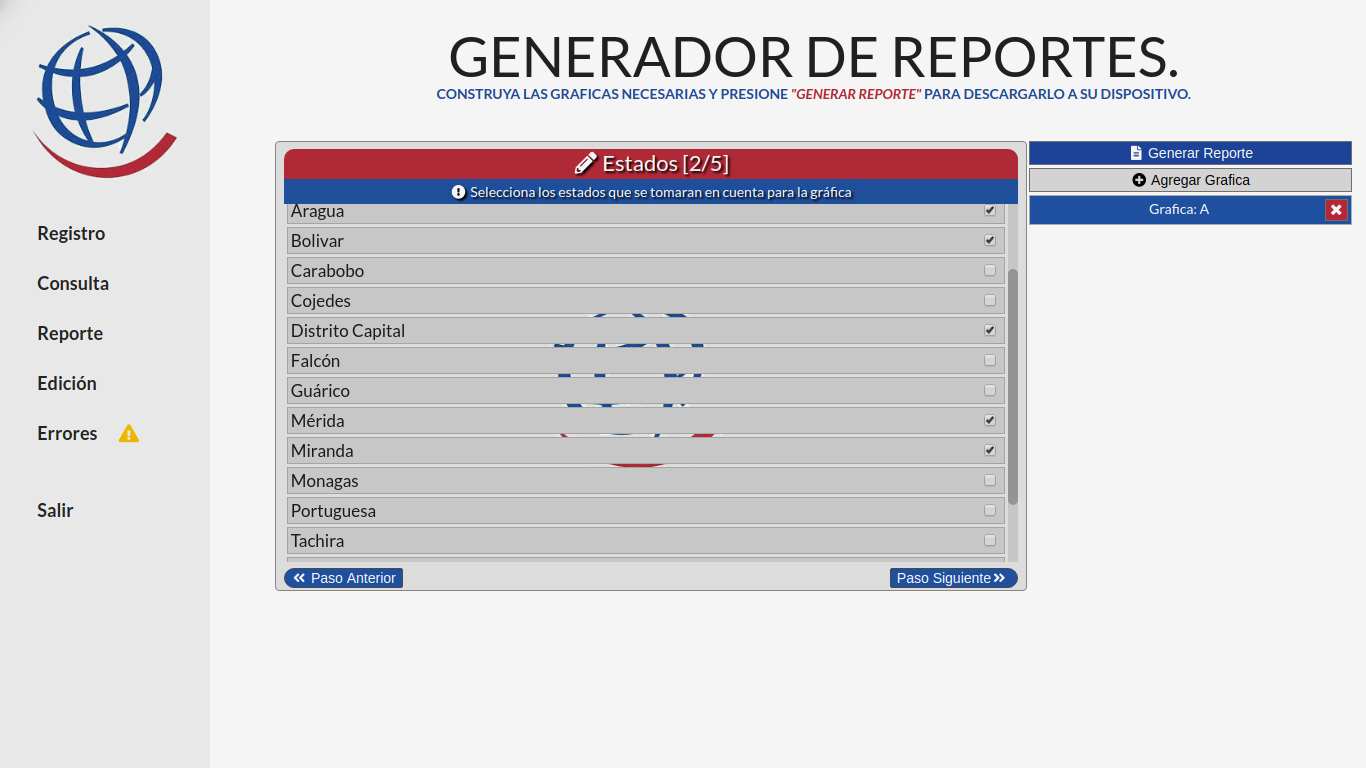 GENERADOR DE REPORTES.
CONSTRUYA LAS GRAFICAS NECESARIAS Y PRESIONE "GENERAR REPORTE" PARA DESCARGARLO A SU DISPOSITIVO.
Registro
Consulta
Reporte
Edición
Errores
Salir
Estados [2/5]
Selecciona los estados que se tomaran en cuenta para la gráfica
Aragua
Bolivar
Carabobo
Cojedes
Distrito Capital
Falcón
Guárico
Mérida
Miranda
Monagas
Portuguesa
Tachira
Paso Anterior
Paso Siguiente
Generar Reporte
Agregar Grafica
Grafica: A